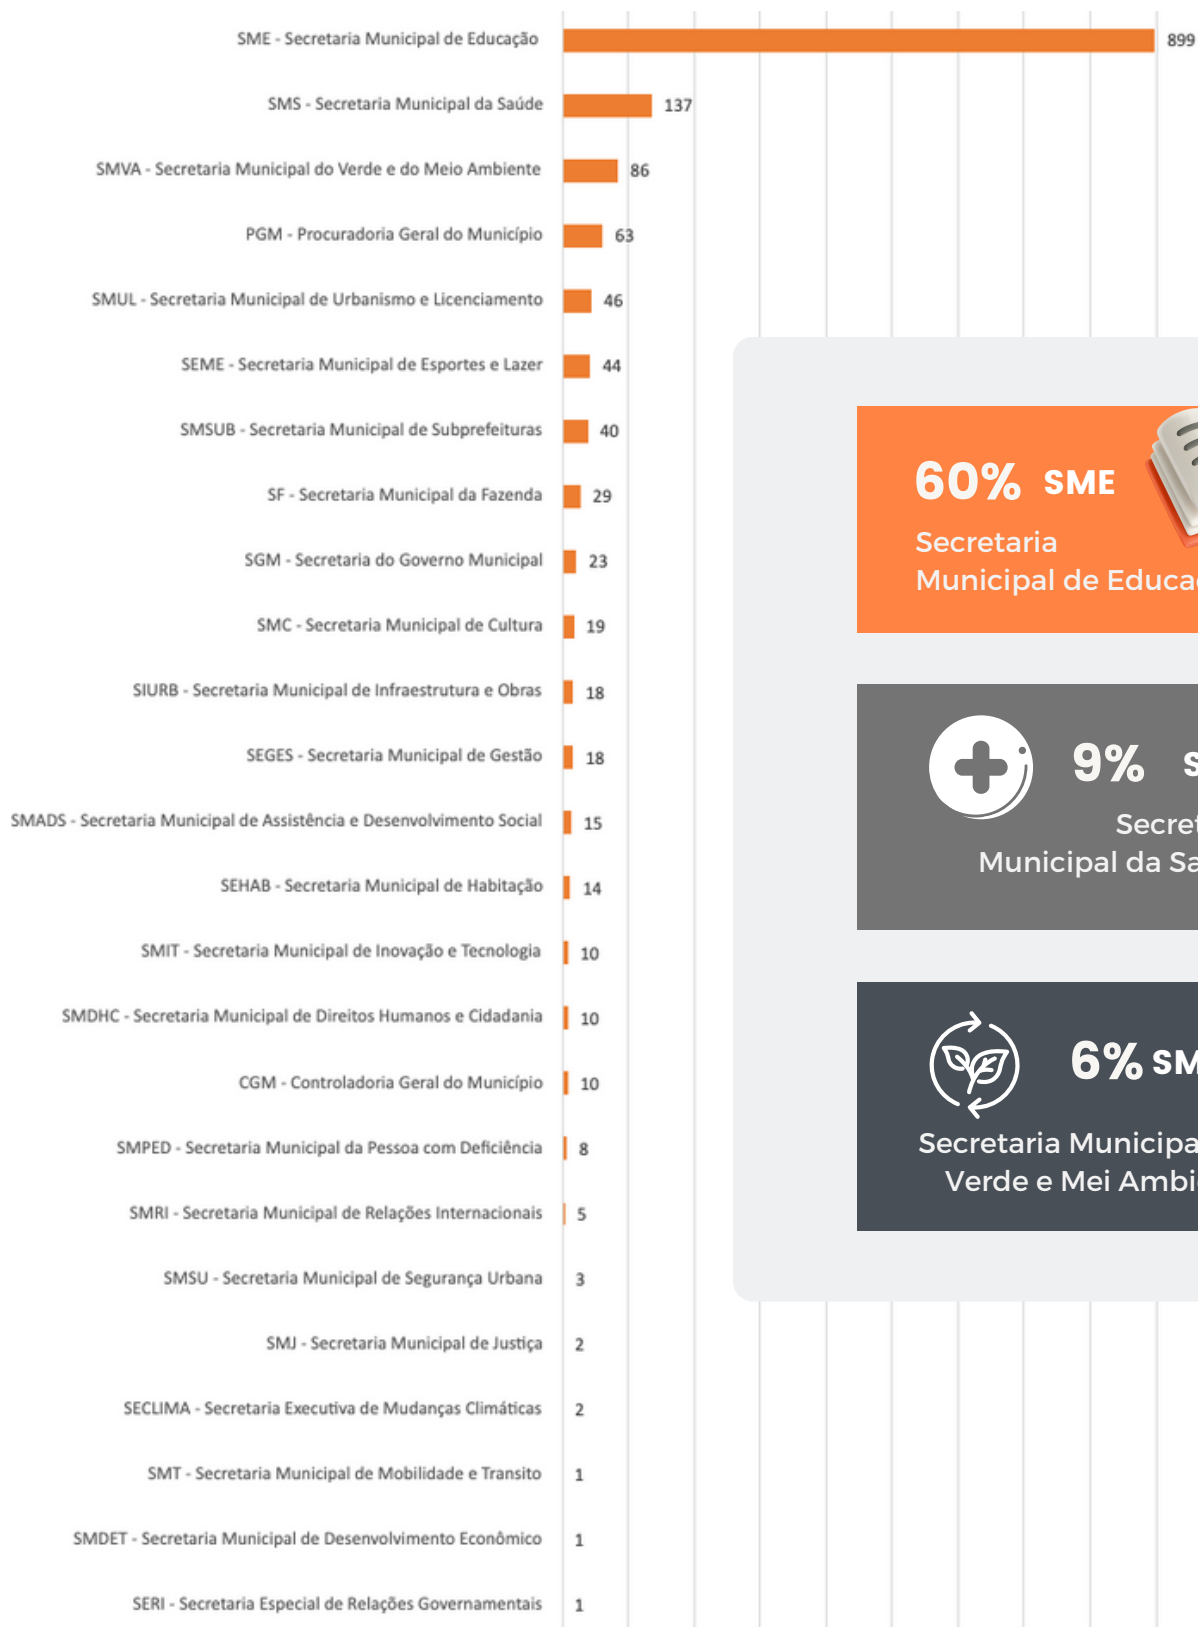 SME - Secretaria Municipal de Educação 899
SMS - Secretaria Municipal da Saúde 137
SMVA - Secretaria Municipal do Verde e do Meio Ambiente 86
PGM - Procuradoria Geral do Município 63
SMUL - Secretaria Municipal de Urbanismo e Licenciamento 46
SEME - Secretaria Municipal de Esportes e Lazer 44
SMSUB - Secretaria Municipal de Subprefeituras 40
SF - Secretaria Municipal da Fazenda 29
SGM - Secretaria do Governo Municipal 23
SMC - Secretaria Municipal de Cultura 19
SIURB - Secretaria Municipal de Infraestrutura e Obras 18
SEGES - Secretaria Municipal de Gestão 18
SMADS - Secretaria Municipal de Assistência e Desenvolvimento Social 15
SEHAB - Secretaria Municipal de Habitação 14
SMIT - Secretaria Municipal de Inovação e Tecnologia 10
SMDHC - Secretaria Municipal de Direitos Humanos e Cidadania 10
CGM - Controladoria Geral do Município 10
SMPED - Secretaria Municipal da Pessoa com Deficiência 8
SMRI - Secretaria Municipal de Relações Internacionais 5
SMSU - Secretaria Municipal de Segurança Urbana 3
SMJ - Secretaria Municipal de Justiça 2
SECLIMA - Secretaria Executiva de Mudanças Climáticas 2
SMT - Secretaria Municipal de Mobilidade e Transito 1
SMDET - Secretaria Municipal de Desenvolvimento Econômico 1
SERI - Secretaria Especial de Relações Governamentais 1
60% SME
Secretaria
Municipal de
9%
Municipal da
6%
Secretaria
Verde e Mei